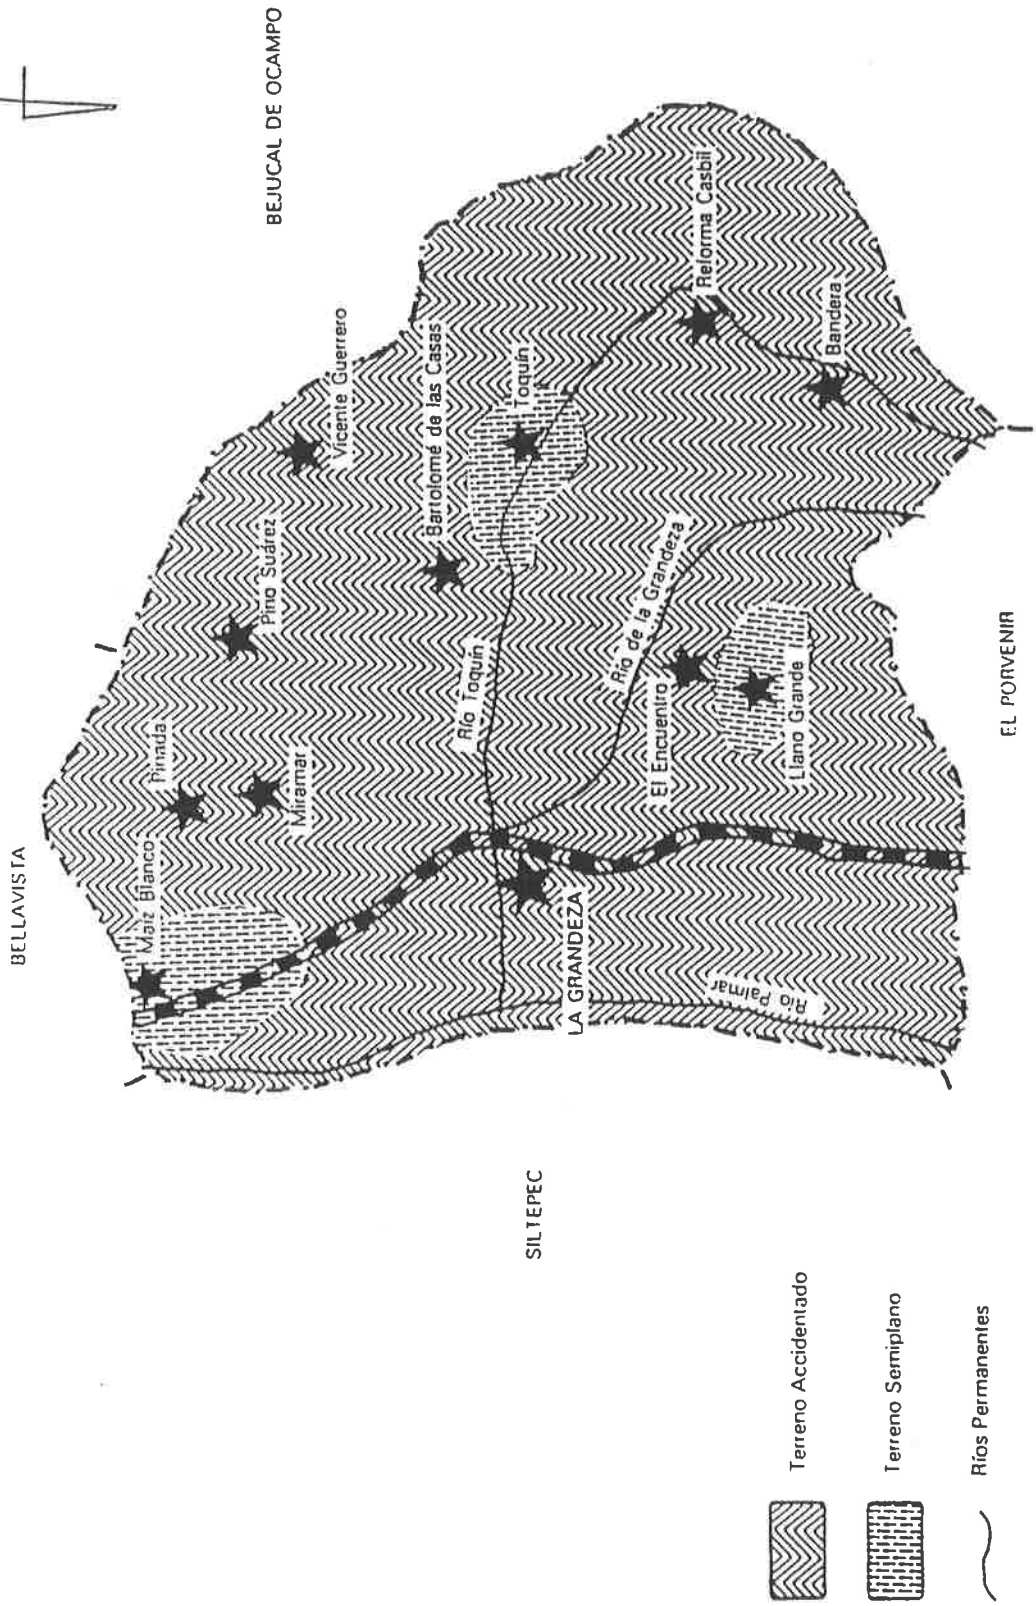 BELLAVISTA
BEJUCAL DE OCAMPO
Maíz Blanco
Pinada
Miramar
Pino Suárez
Vicente Guerrero
Bartolomé de las Casas
Toquín
Río Toquín
Reforma Casbil
Bandera
Río de la Grandeza
El Encuentro
Llano Grande
LA GRANDEZA
Río Palmar
SILTEPEC
EL PORVENIR
Terreno Accidentado
Terreno Semiplano
Ríos Permanentes